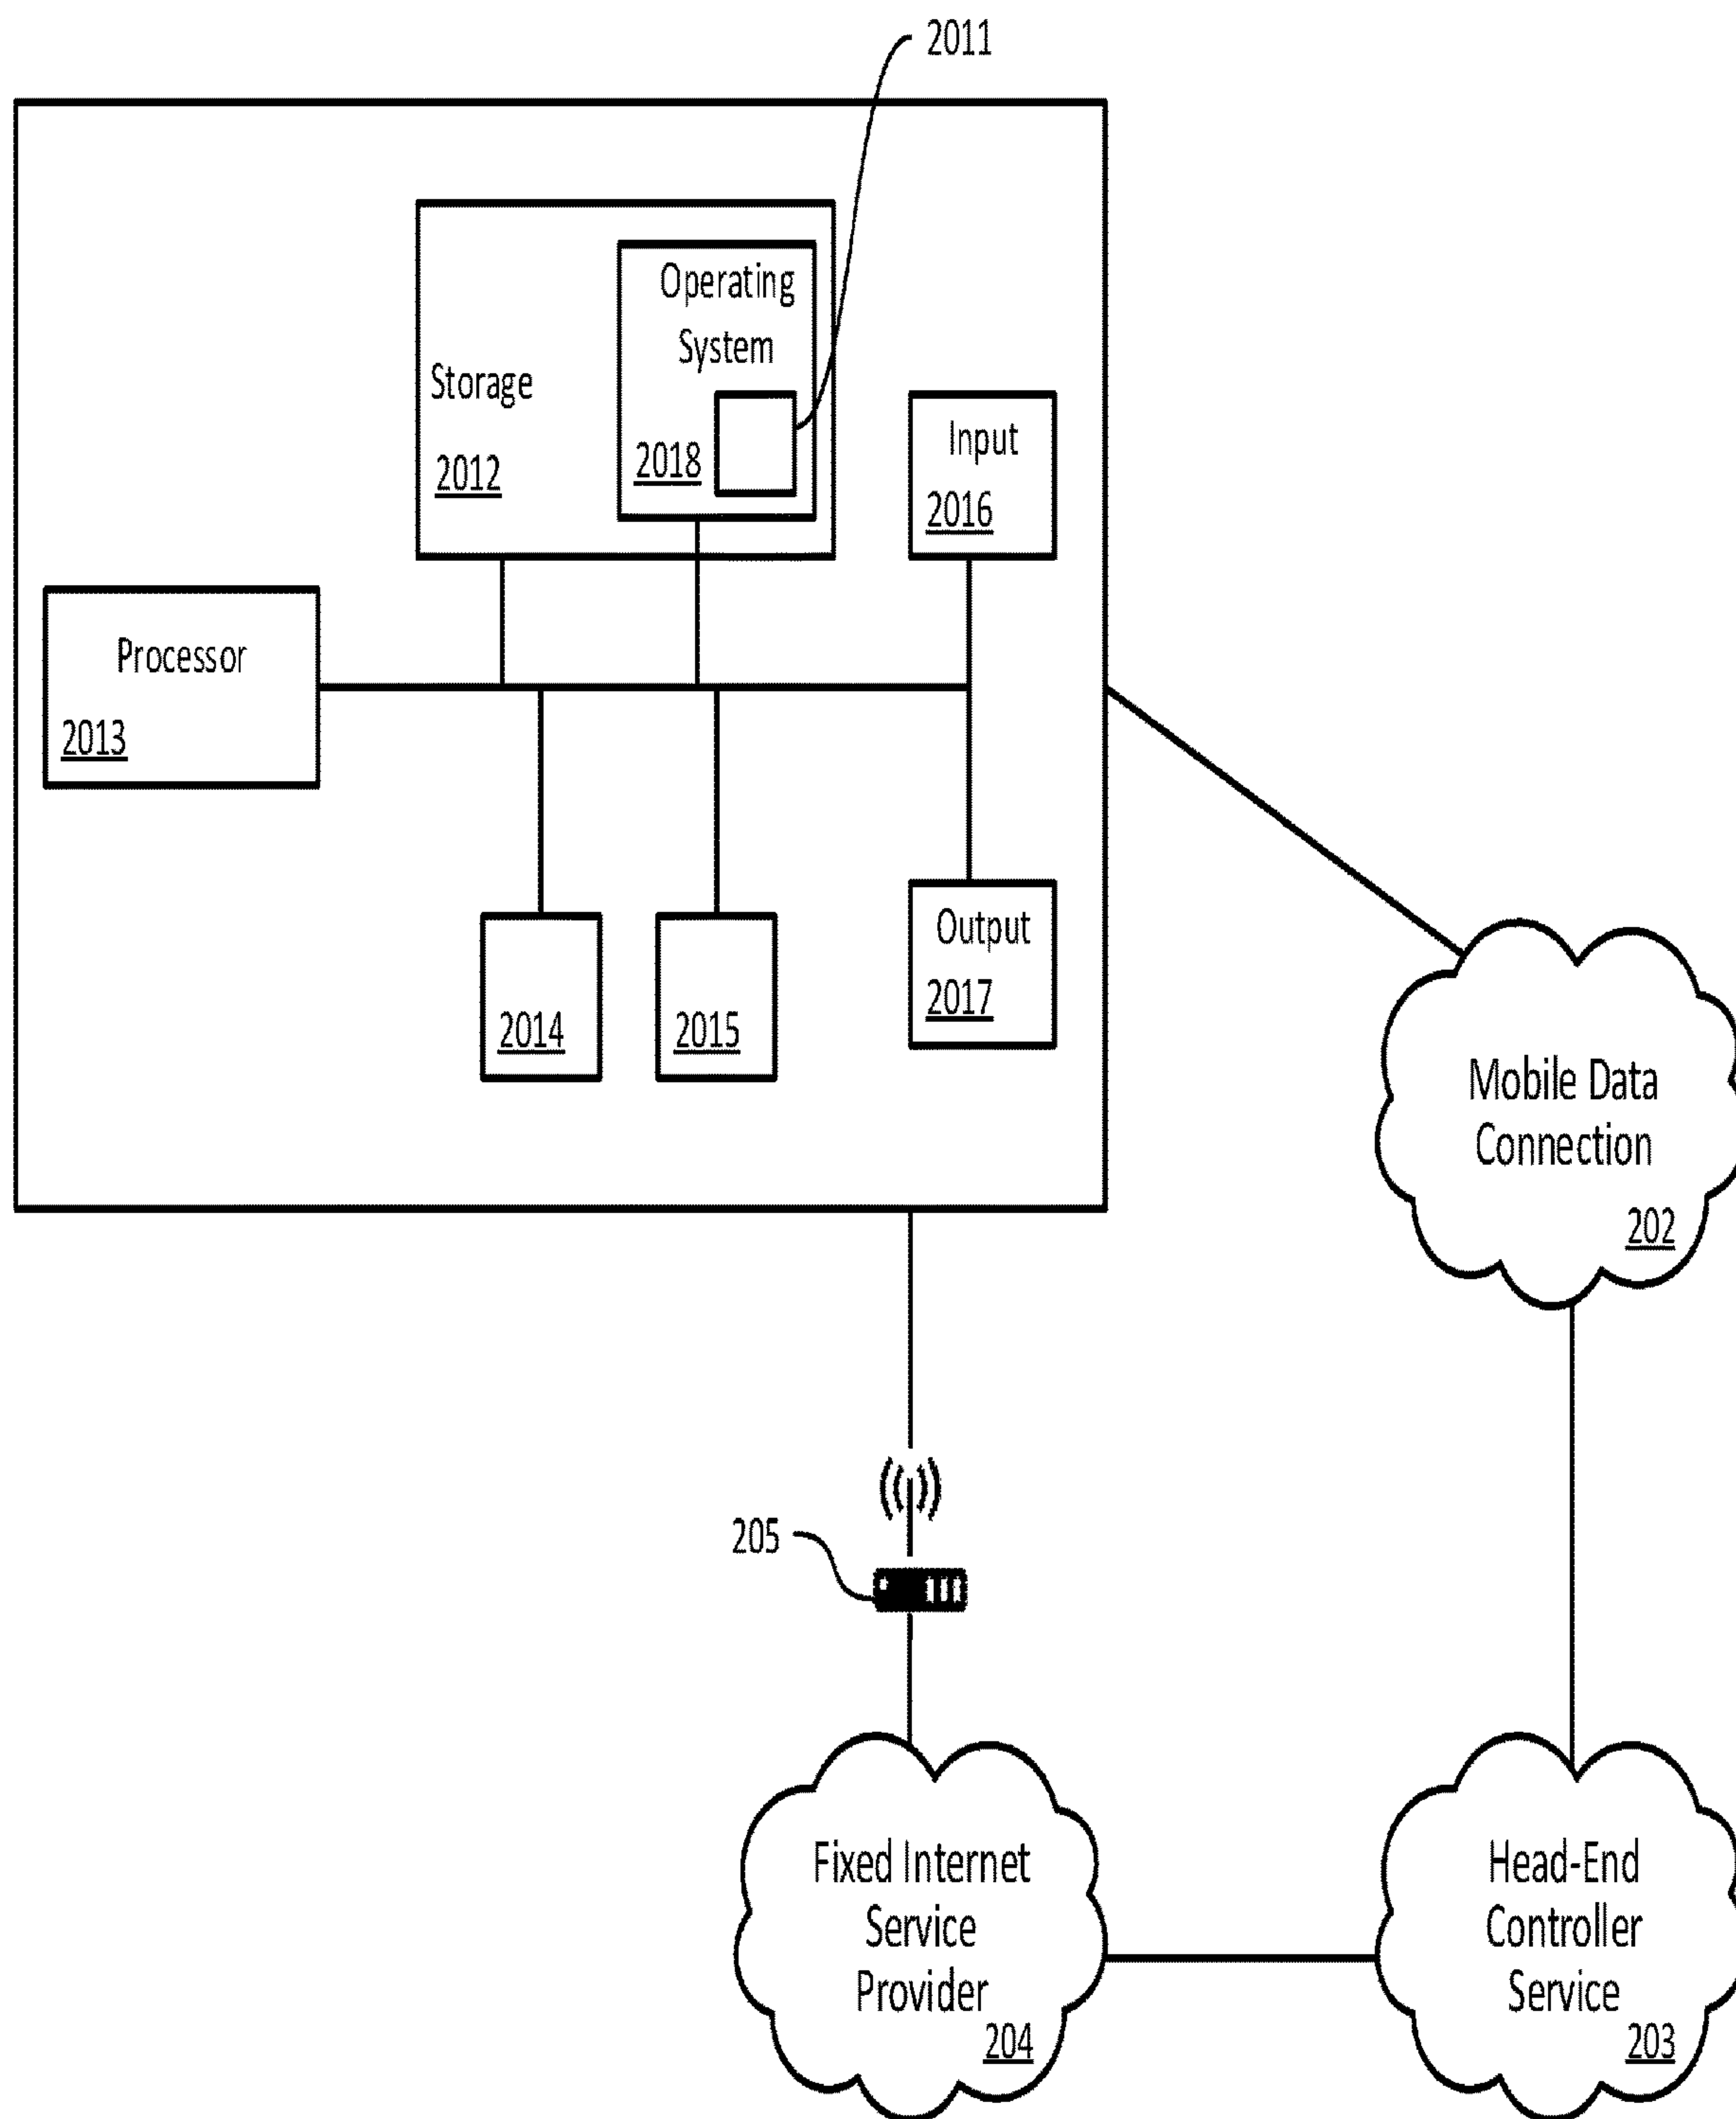 2011
Operating
System
2018
Storage
2012
Input
2016
Processor
2013
2014
2015
Output
2017
Mobile Data
Connection
202
205
Fixed Internet
Service
Provider
204
Head-End
Controller
Service
203